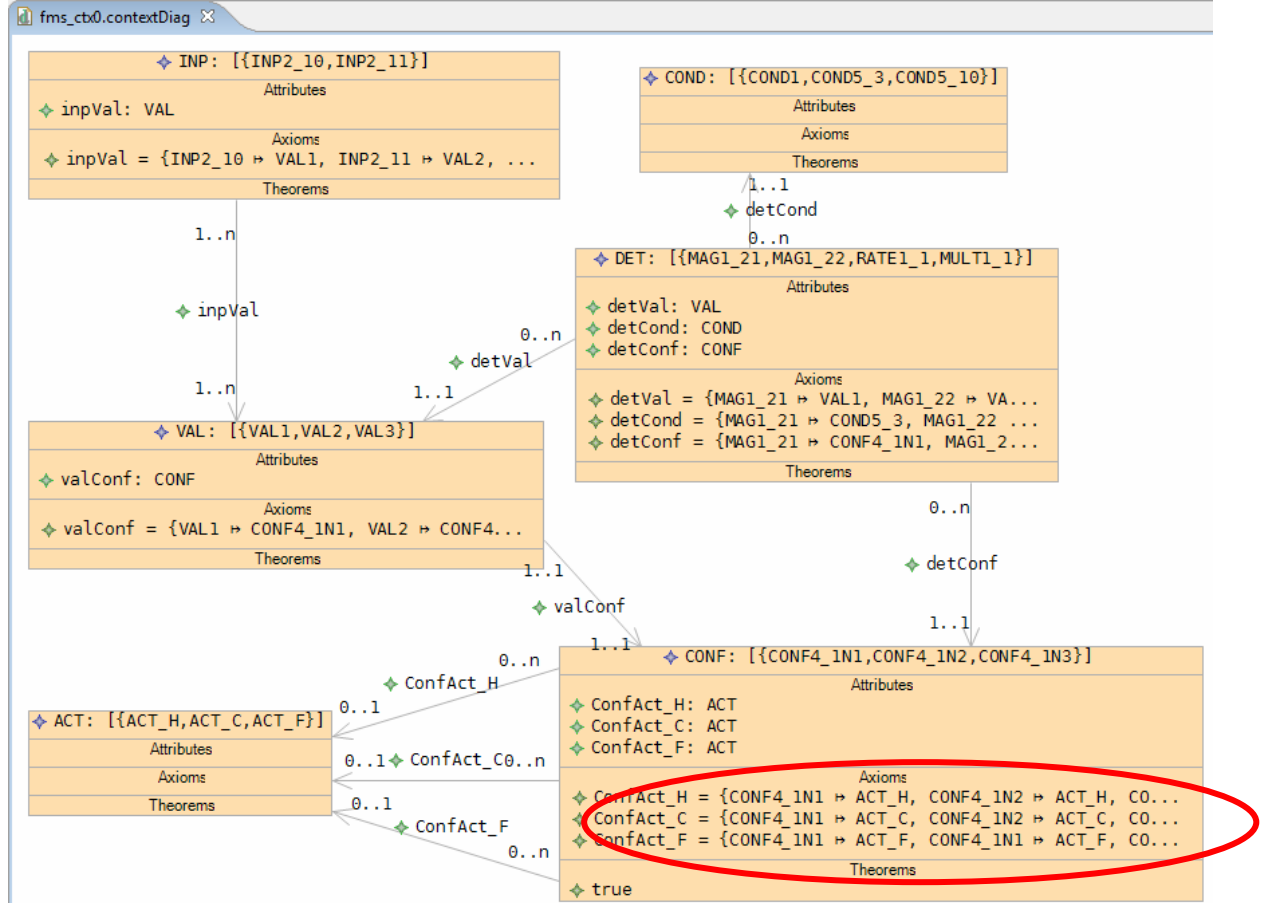 fms_ctx0.contextDiag
INP: [{INP2_10,INP2_11}]
Attributes
inpVal: VAL
Axioms
inpVal = {INP2_10 ↦ VAL1, INP2_11 ↦ VAL2, ...
Theorems
COND: [{COND1,COND5_3,COND5_10}]
Attributes
Axioms
Theorems
1..1
detCond
0..n
1..n
inpVal
1..n
DET: [{MAG1_21,MAG1_22,RATE1_1,MULT1_1}]
Attributes
detVal: VAL
detCond: COND
detConf: CONF
Axioms
detVal = {MAG1_21 ↦ VAL1, MAG1_22 ↦ VA...
detCond = {MAG1_21 ↦ COND5_3, MAG1_22 ...
detConf = {MAG1_21 ↦ CONF4_1N1, MAG1_2...
Theorems
0..n
detVal
1..1
VAL: [{VAL1,VAL2,VAL3}]
Attributes
valConf: CONF
Axioms
valConf = {VAL1 ↦ CONF4_1N1, VAL2 ↦ CONF4...
Theorems
0..n
detConf
1..1
1..1
valConf
1..1
CONF: [{CONF4_1N1,CONF4_1N2,CONF4_1N3}]
Attributes
ConfAct_H: ACT
ConfAct_C: ACT
ConfAct_F: ACT
Axioms
ConfAct_H = {CONF4_1N1 ↦ ACT_H, CONF4_1N2 ↦ ACT_H, CO...
ConfAct_C = {CONF4_1N1 ↦ ACT_C, CONF4_1N2 ↦ ACT_C, CO...
ConfAct_F = {CONF4_1N1 ↦ ACT_F, CONF4_1N1 ↦ ACT_F, CO...
Theorems
true
0..n
ConfAct_H
0..1
0..1 ConfAct_C 0..n
0..1
ConfAct_F
0..n
ACT: [{ACT_H,ACT_C,ACT_F}]
Attributes
Axioms
Theorems